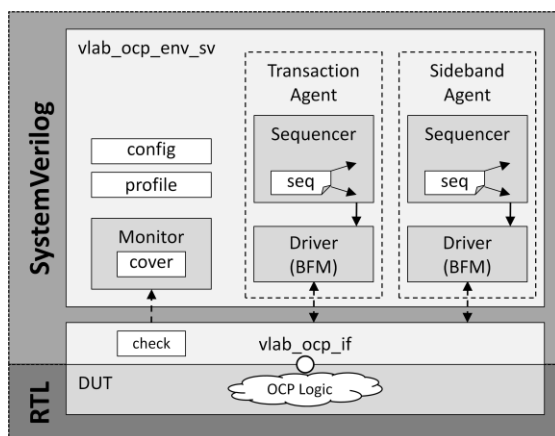 SystemVerilog
vlab_ocp_env_sv
config
profile
Monitor
cover
Transaction
Agent
Sequencer
seq
Driver
(BFM)
Sideband
Agent
Sequencer
seq
Driver
(BFM)
check
vlab_ocp_if
RTL
DUT
OCP Logic